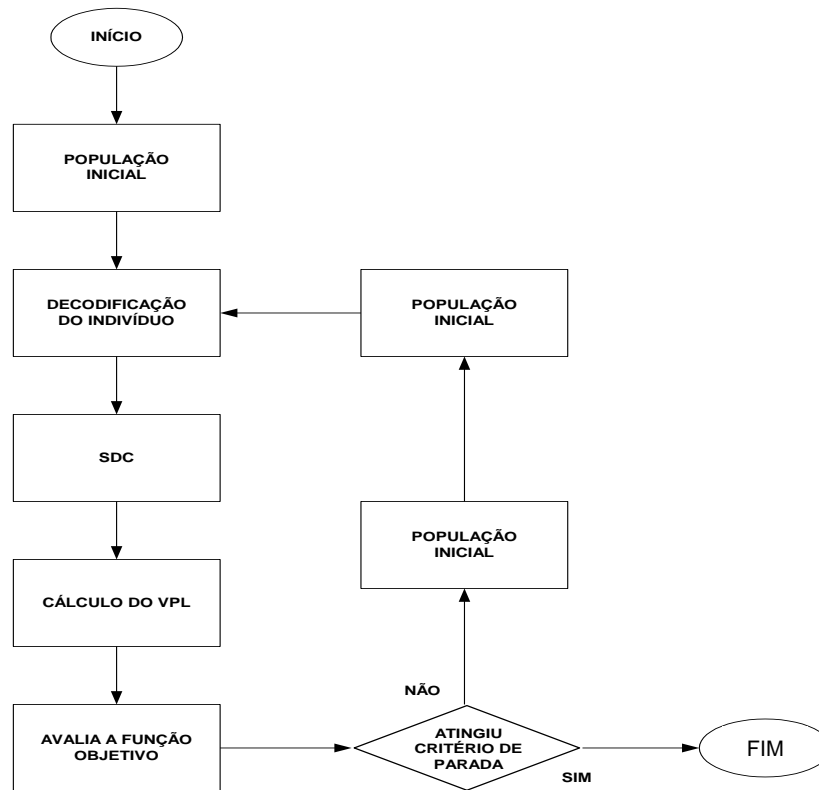 INÍCIO
POPULAÇÃO
INICIAL
DECODIFICAÇÃO
DO INDIVÍDUO
POPULAÇÃO
INICIAL
SDC
POPULAÇÃO
INICIAL
CÁLCULO DO VPL
NÃO
AVALIA A FUNÇÃO
OBJETIVO
ATINGIU
CRITÉRIO DE
PARADA
SIM
FIM